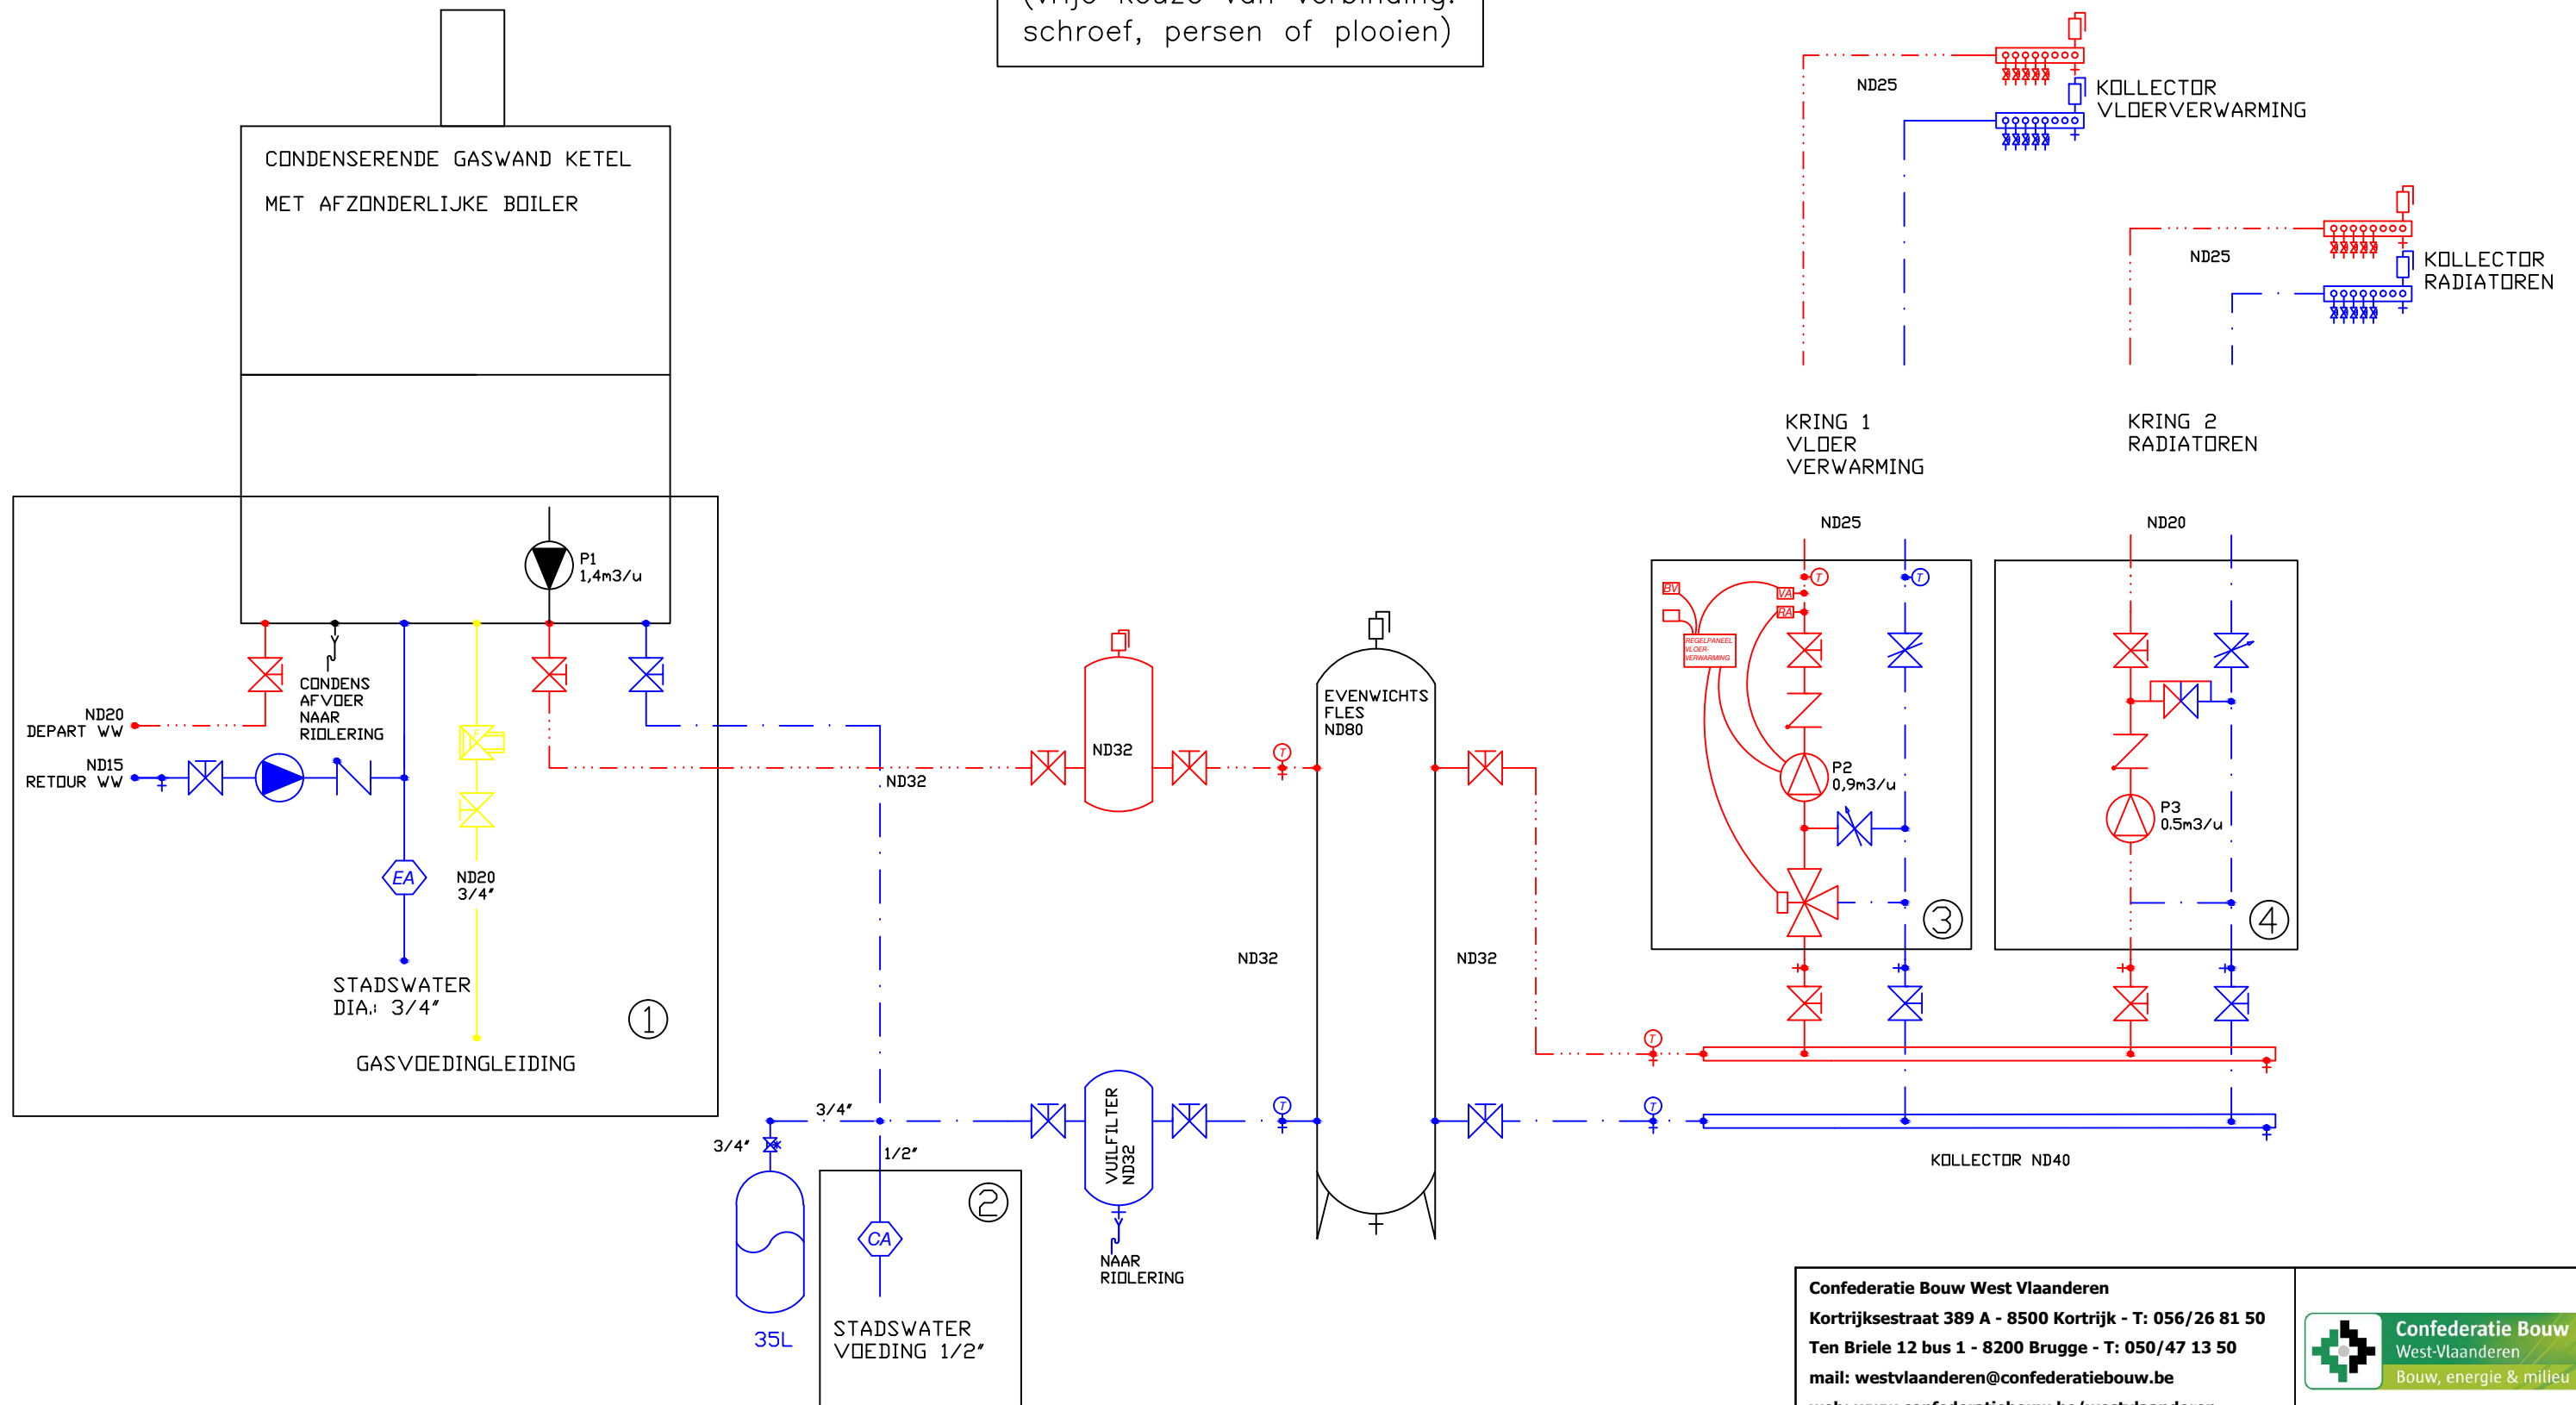 schroef, persen of plooien)
CONDENSERENDE GASWAND KETEL
MET AFZONDERLIJKE BOILER
ND25
KOLLECTOR
VLOERVERWARMING
ND25
KOLLECTOR
RADIATOREN
KRING 1
VLOER
VERWARMING
KRING 2
RADIATOREN
ND25
ND20
P1
1,4m3/u
CONDENS
AFVOER
NAAR
RIOLERING
ND20
DEPART WW
ND15
RETOUR WW
EA
ND20
3/4"
STADSWATER
DIA.: 3/4"
1
GASVOEDINGLEIDING
ND32
ND32
T
EVENWICHTS
FLES
ND80
ND32
ND32
BV
VA
RA
T
T
REGELPANEEL
VLOER-
VERWARMING
P2
0,9m3/u
3
P3
0.5m3/u
4
T
T
T
KOLLECTOR ND40
3/4"
3/4"
1/2"
2
CA
35L
STADSWATER
VOEDING 1/2"
VUILFILTER
ND32
NAAR
RIOLERING
Confederatie Bouw West Vlaanderen
Kortrijksestraat 389 A - 8500 Kortrijk - T: 056/26 81 50
Ten Briele 12 bus 1 - 8200 Brugge - T: 050/47 13 50
mail: westvlaanderen@confederatiebouw.be
Confederatie Bouw
West-Vlaanderen
Bouw, energie & milieu